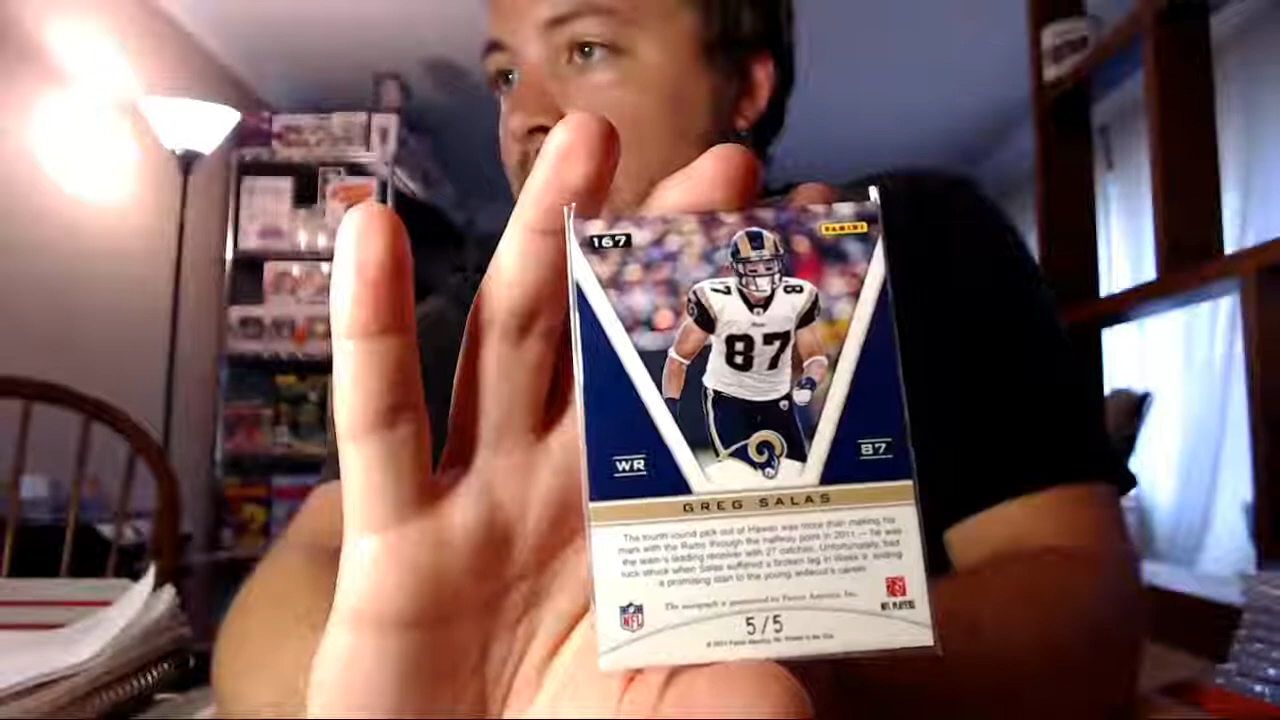 167
PANINI
87 8
87
WR
87
GREG SALAS
The fourth-round pick out of Hawaii was more than making his
mark with the Rams through the halfway point in 2011 — he was
the team's leading receiver with 27 catches. Unfortunately, bad
luck struck when Salas suffered a broken leg in Week 9, ending
a promising start to the young wideout's career.
The autograph is guaranteed by Panini America, Inc.
NFL
NFL PLAYERS
5/5